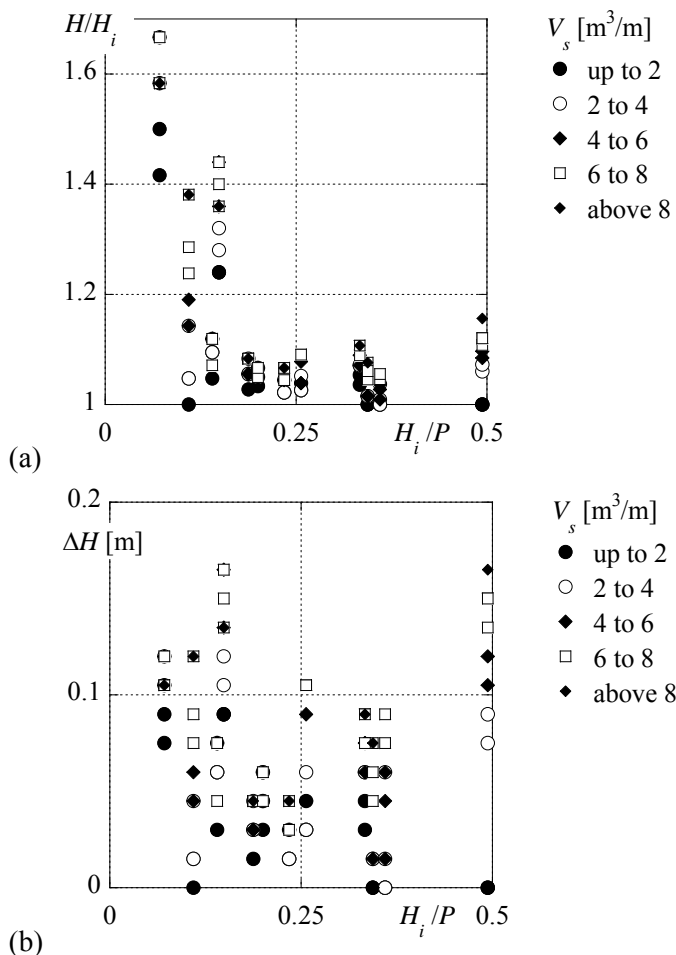 H/Hᵢ
1.6
1.4
1.2
1
0
0.25
Hᵢ/P
0.5
Vₛ [m³/m]
up to 2
2 to 4
4 to 6
6 to 8
above 8
(a)
0.2
ΔH [m]
0.1
0
0
0.25
Hᵢ/P
0.5
Vₛ [m³/m]
up to 2
2 to 4
4 to 6
6 to 8
above 8
(b)